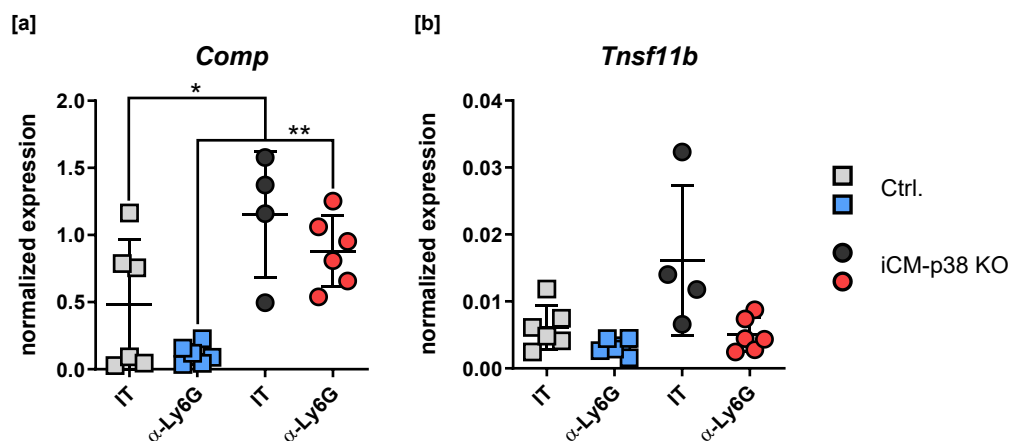 [a]
Comp
normalized expression
2.0
1.5
1.0
0.5
0.0
*
**
IT
α-Ly6G
IT
α-Ly6G
[b]
Tnsf11b
normalized expression
0.04
0.03
0.02
0.01
0.00
IT
α-Ly6G
IT
α-Ly6G
Ctrl.
iCM-p38 KO